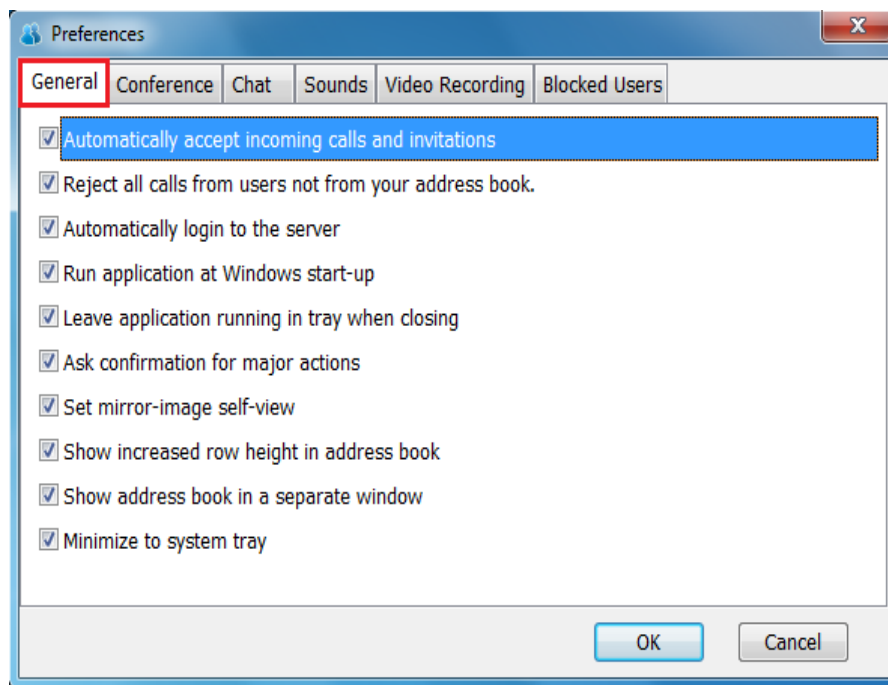 Preferences
General Conference Chat Sounds Video Recording Blocked Users
Automatically accept incoming calls and invitations
Reject all calls from users not from your address book.
Automatically login to the server
Run application at Windows start-up
Leave application running in tray when closing
Ask confirmation for major actions
Set mirror-image self-view
Show increased row height in address book
Show address book in a separate window
Minimize to system tray
OK Cancel